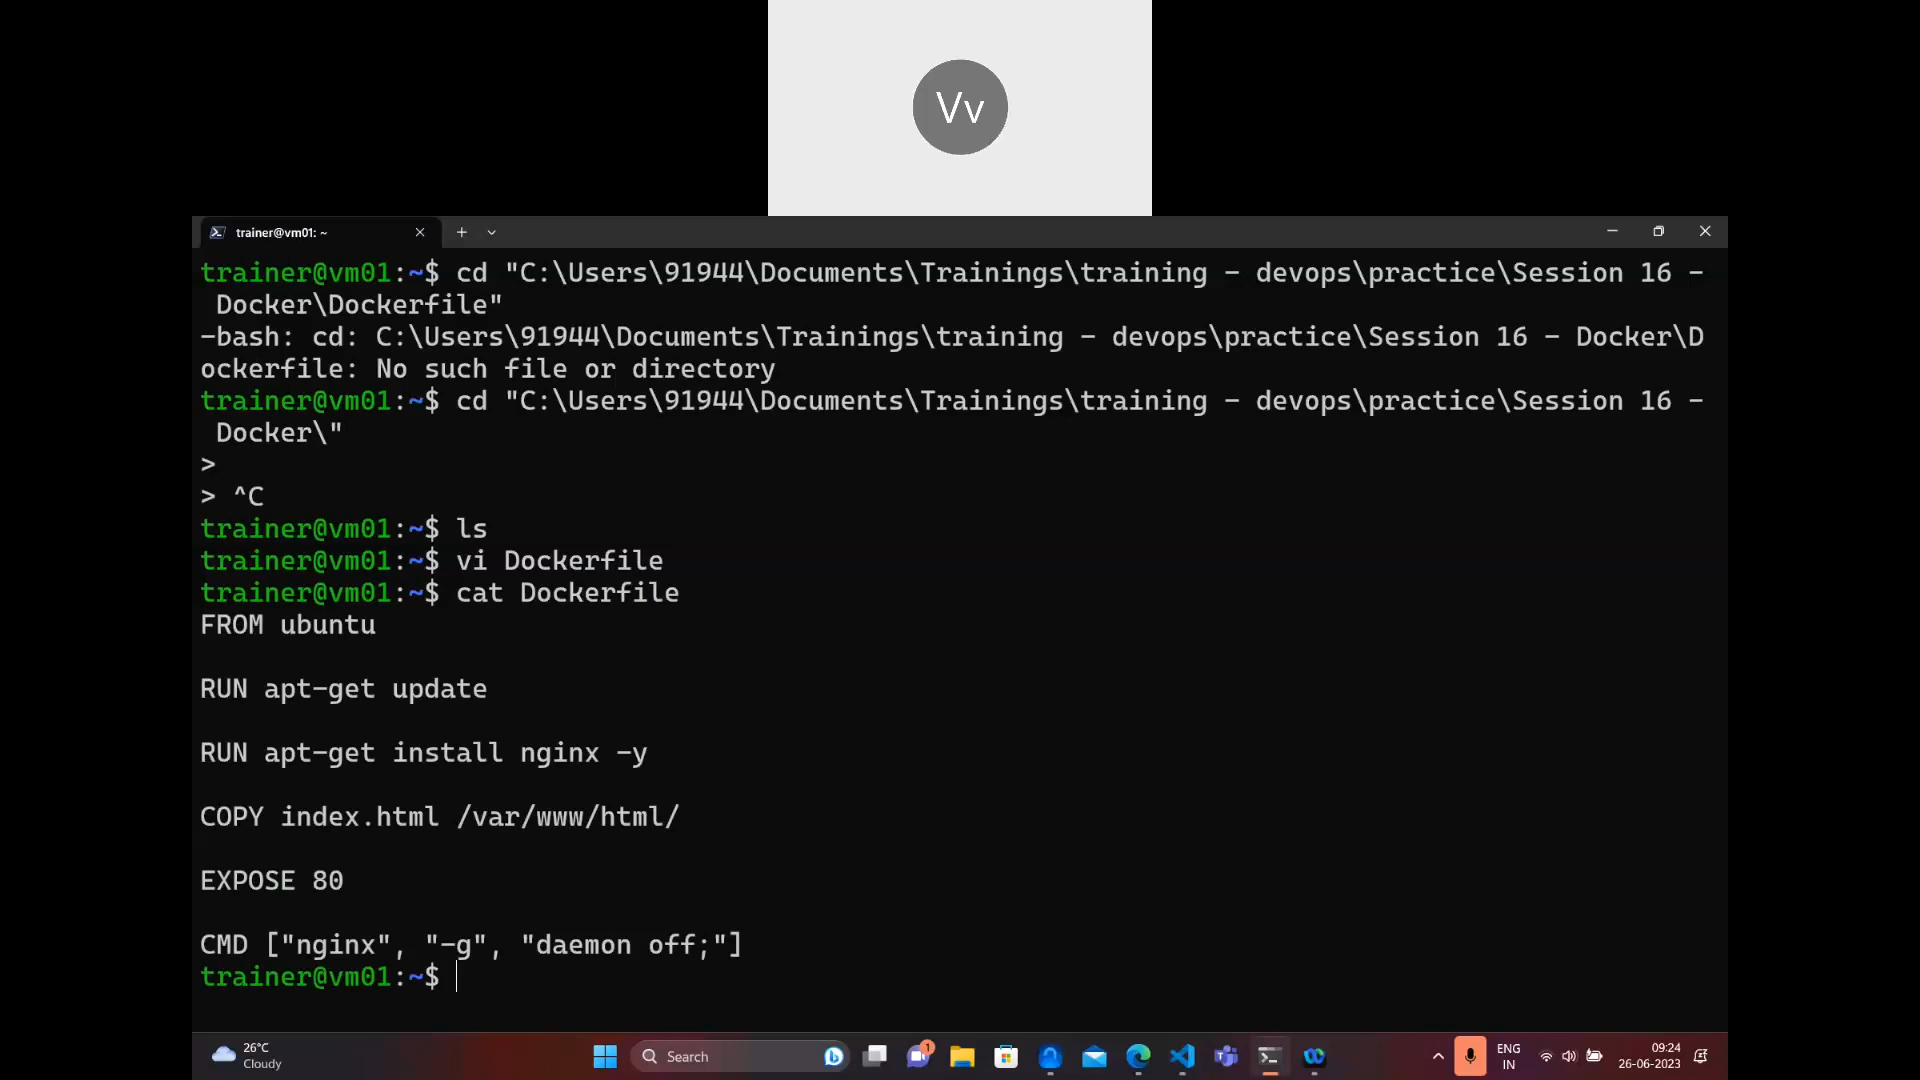 Vv
trainer@vm01: ~
trainer@vm01:~$ cd "C:\Users\91944\Documents\Trainings\training - devops\practice\Session 16 -
 Docker\Dockerfile"
-bash: cd: C:\Users\91944\Documents\Trainings\training - devops\practice\Session 16 - Docker\D
ockerfile: No such file or directory
trainer@vm01:~$ cd "C:\Users\91944\Documents\Trainings\training - devops\practice\Session 16 -
 Docker\"
>
> ^C
trainer@vm01:~$ ls
trainer@vm01:~$ vi Dockerfile
trainer@vm01:~$ cat Dockerfile
FROM ubuntu
RUN apt-get update
RUN apt-get install nginx -y
COPY index.html /var/www/html/
EXPOSE 80
CMD ["nginx", "-g", "daemon off;"]
trainer@vm01:~$
26°C
Cloudy
Search
1
ENG
IN
09:24
26-06-2023